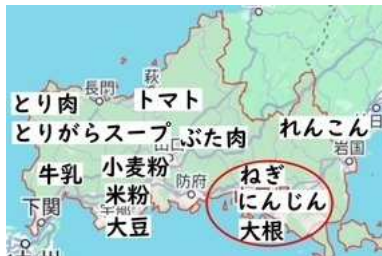 萩
長門
とり肉
トマト
とりがらスープ
ぶた肉
れんこん
岩国
牛乳
小麦粉
防府
ねぎ
米粉
にんじん
下関
大豆
大根